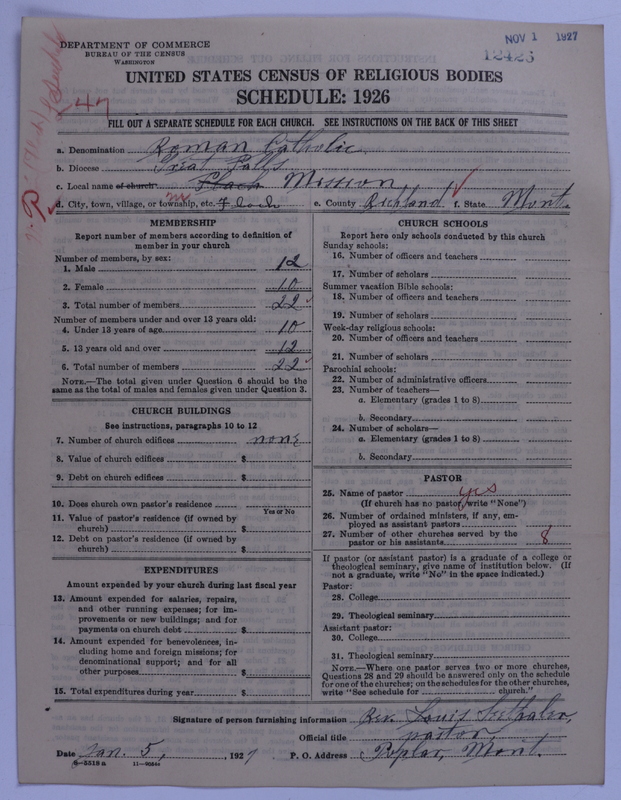 NOV 1 1927
12426
DEPARTMENT OF COMMERCE
BUREAU OF THE CENSUS
WASHINGTON
UNITED STATES CENSUS OF RELIGIOUS BODIES
SCHEDULE: 1926
FILL OUT A SEPARATE SCHEDULE FOR EACH CHURCH. SEE INSTRUCTIONS ON THE BACK OF THIS SHEET
a. Denomination Roman Catholic
b. Diocese Great Falls
c. Local name of church Mission
d. City, town, village, or township, etc. e. County Richland f. State Mont.
MEMBERSHIP
Report number of members according to definition of
member in your church
Number of members, by sex:
1. Male 12
2. Female 10
3. Total number of members 22
Number of members under and over 13 years old:
4. Under 13 years of age 10
5. 13 years old and over 12
6. Total number of members 22
NOTE.—The total given under Question 6 should be the
same as the total of males and females given under Question 3.
CHURCH BUILDINGS
See instructions, paragraphs 10 to 12
7. Number of church edifices none
8. Value of church edifices $
9. Debt on church edifices $
10. Does church own pastor's residence
Yes or No
11. Value of pastor's residence (if owned by
church) $
12. Debt on pastor's residence (if owned by
church) $
EXPENDITURES
Amount expended by your church during last fiscal year
13. Amount expended for salaries, repairs,
and other running expenses; for im-
provements or new buildings; and for
payments on church debt $
14. Amount expended for benevolences, in-
cluding home and foreign missions; for
denominational support; and for all
other purposes $
15. Total expenditures during year $
CHURCH SCHOOLS
Report here only schools conducted by this church
Sunday schools:
16. Number of officers and teachers
17. Number of scholars
Summer vacation Bible schools:
18. Number of officers and teachers
19. Number of scholars
Week-day religious schools:
20. Number of officers and teachers
21. Number of scholars
Parochial schools:
22. Number of administrative officers
23. Number of teachers—
a. Elementary (grades 1 to 8)
b. Secondary
24. Number of scholars—
a. Elementary (grades 1 to 8)
b. Secondary
PASTOR
25. Name of pastor yes
(If church has no pastor, write "None")
26. Number of ordained ministers, if any, em-
ployed as assistant pastors
27. Number of other churches served by the
pastor or his assistants 8
If pastor (or assistant pastor) is a graduate of a college or
theological seminary, give name of institution below. (If
not a graduate, write "No" in the space indicated.)
Pastor:
28. College
29. Theological seminary
Assistant pastor:
30. College
31. Theological seminary
NOTE.—Where one pastor serves two or more churches,
Questions 28 and 29 should be answered only on the schedule
for one of the churches; on the schedules for the other churches,
write "See schedule for church."
Signature of person furnishing information Rev. Louis
Official title pastor,
Date Jan. 5, 1927 P. O. Address Poplar, Mont.